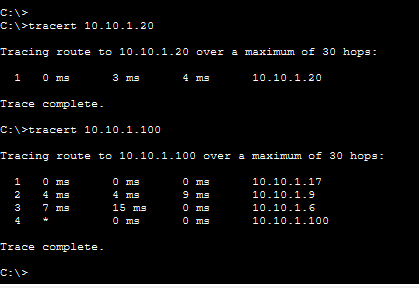 C:\>
C:\>tracert 10.10.1.20
Tracing route to 10.10.1.20 over a maximum of 30 hops:
1 0 ms 3 ms 4 ms 10.10.1.20
Trace complete.
C:\>tracert 10.10.1.100
Tracing route to 10.10.1.100 over a maximum of 30 hops:
1 0 ms 0 ms 0 ms 10.10.1.17
2 4 ms 4 ms 9 ms 10.10.1.9
3 7 ms 15 ms 0 ms 10.10.1.6
4 * 0 ms 0 ms 10.10.1.100
Trace complete.
C:\>